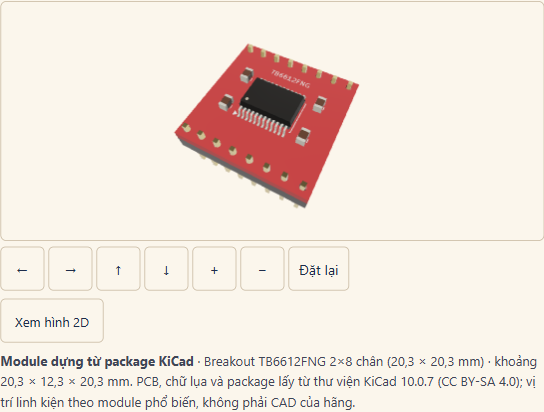 TB6612FNG
← → ↑ ↓ + − Đặt lại
Xem hình 2D
Module dựng từ package KiCad · Breakout TB6612FNG 2×8 chân (20,3 × 20,3 mm) · khoảng
20,3 × 12,3 × 20,3 mm. PCB, chữ lụa và package lấy từ thư viện KiCad 10.0.7 (CC BY-SA 4.0); vị
trí linh kiện theo module phổ biến, không phải CAD của hãng.